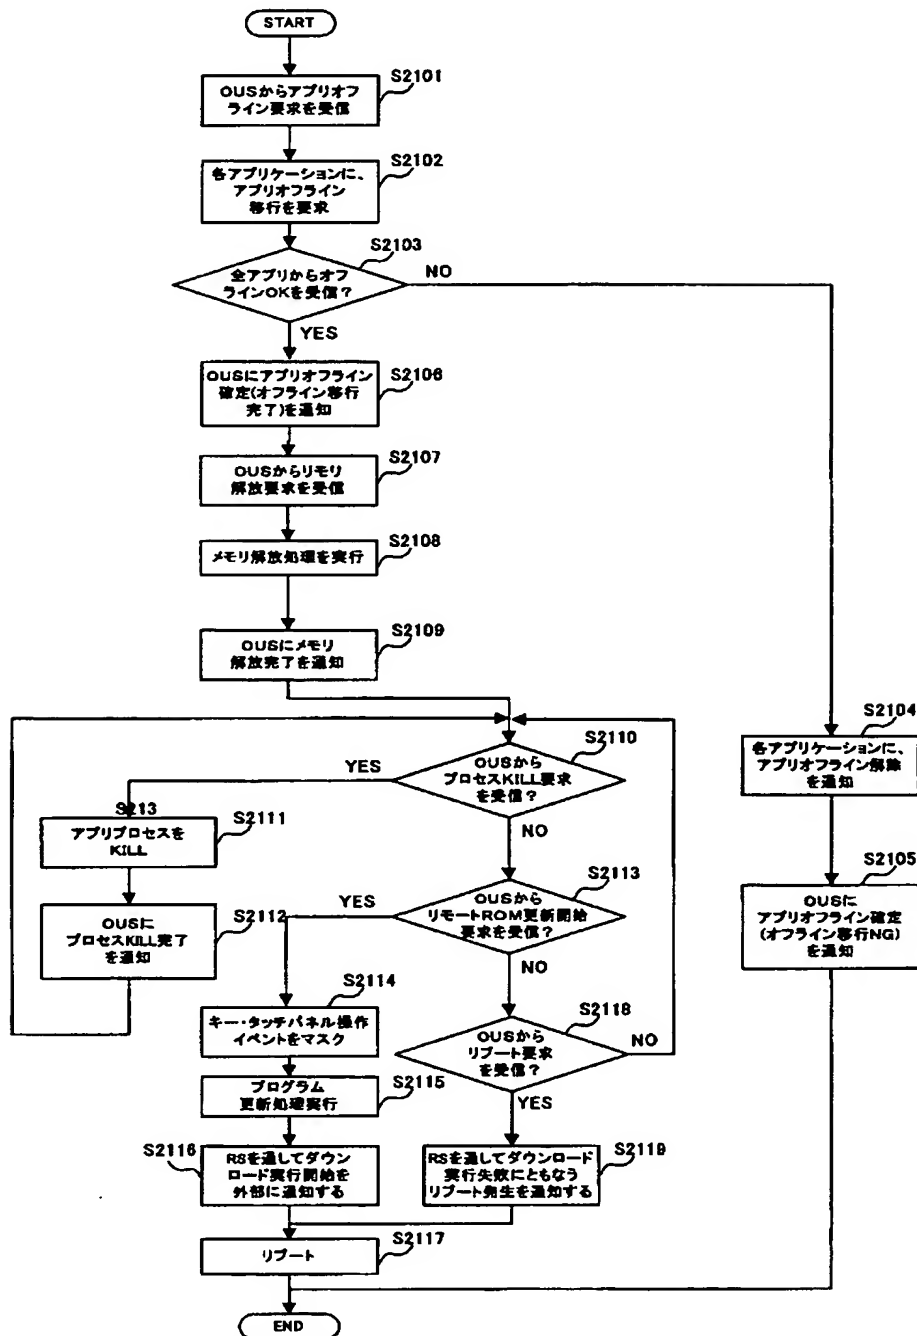 START
S2101
OUSからアプリオフ
ライン要求を受信
S2102
各アプリケーションに、
アプリオフライン
移行を要求
S2103
全アプリからオフ
ラインOKを受信？
NO
YES
S2106
OUSにアプリオフライン
確定(オフライン移行
完了)を通知
S2107
OUSからリモリ
解放要求を受信
S2108
メモリ解放処理を実行
S2109
OUSにメモリ
解放完了を通知
S2104
各アプリケーションに、
アプリオフライン解除
を通知
S2105
OUSに
アプリオフライン確定
(オフライン移行NG)
を通知
S2110
OUSから
プロセスKILL要求
を受信？
YES
NO
S213
S2111
アプリプロセスを
KILL
S2112
OUSに
プロセスKILL完了
を通知
S2113
OUSから
リモートROM更新開始
要求を受信？
YES
NO
S2114
キー・タッチパネル操作
イベントをマスク
S2115
プログラム
更新処理実行
S2116
RSを通してダウン
ロード実行開始を
外部に通知する
S2118
OUSから
リブート要求
を受信？
NO
YES
S2119
RSを通してダウンロード
実行失敗にともなう
リブート発生を通知する
S2117
リブート
END